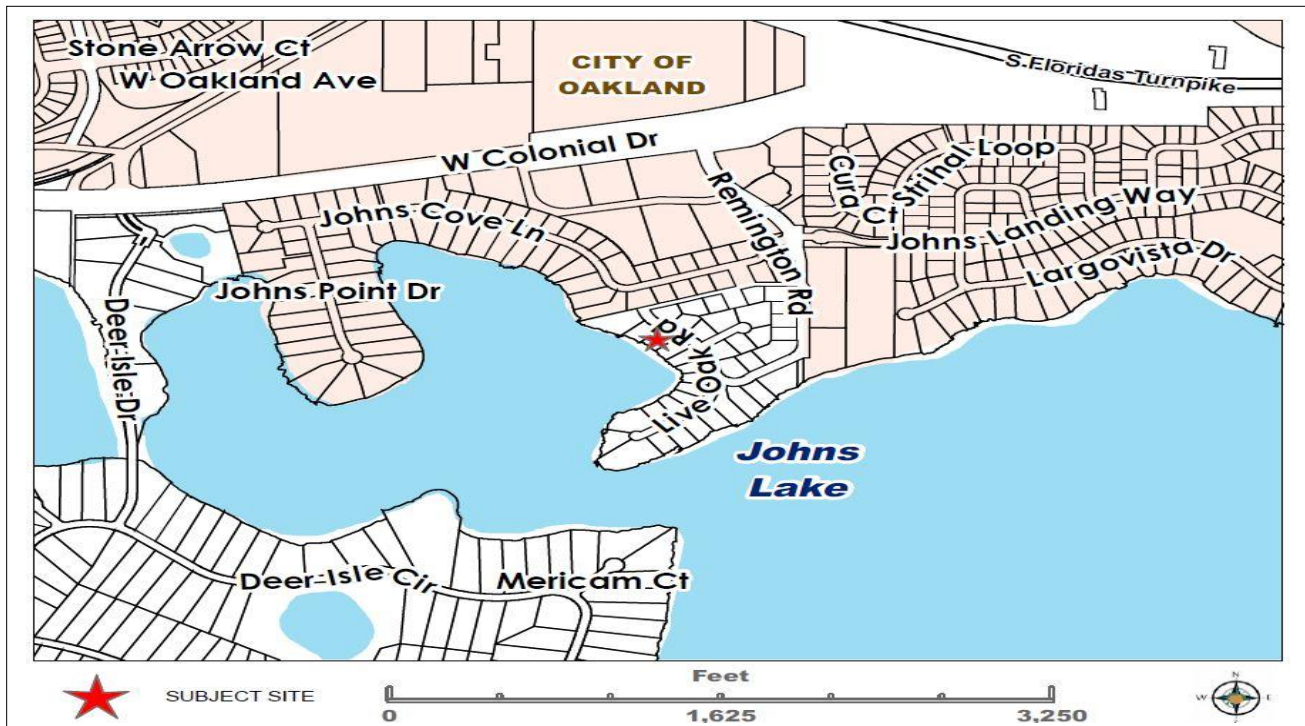 Stone Arrow Ct
W Oakland Ave
CITY OF
OAKLAND
S Floridas Turnpike
W Colonial Dr
Remington Rd
Cura Ct
Strihal Loop
Johns Landing Way
Largovista Dr
Johns Cove Ln
Johns Point Dr
Deer Isle Dr
Live Oak Rd
Johns
Lake
Deer Isle Cir
Mericam Ct
SUBJECT SITE
Feet
0 1,625 3,250
N
W E